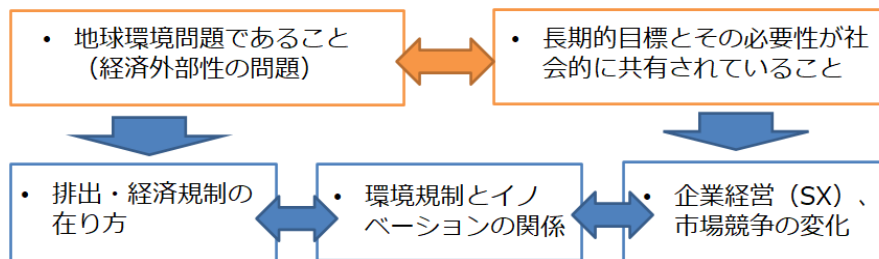 • 地球環境問題であること
（経済外部性の問題）
• 長期的目標とその必要性が社
会的に共有されていること
• 排出・経済規制の
在り方
• 環境規制とイノ
ベーションの関係
• 企業経営（SX）、
市場競争の変化